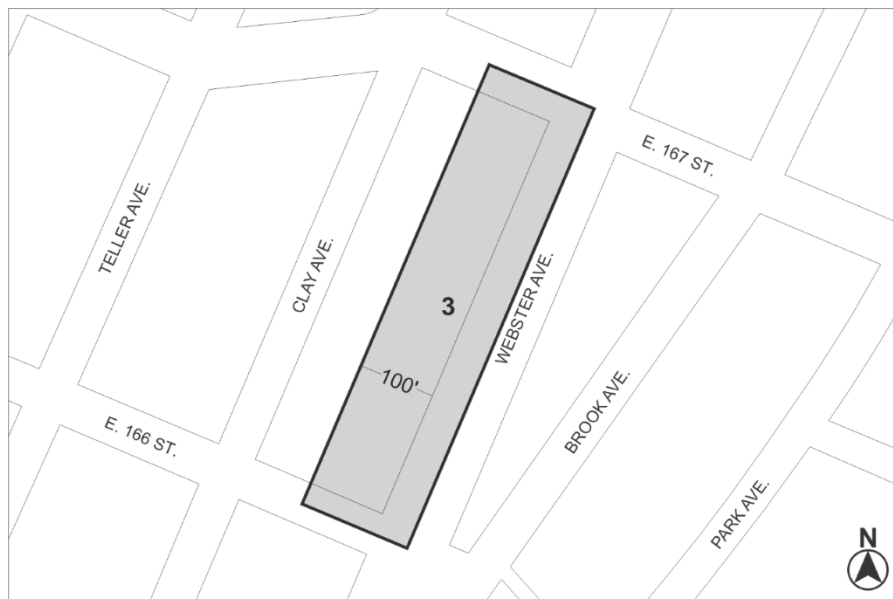 E. 167 ST.
TELLER AVE.
CLAY AVE.
3
WEBSTER AVE.
100'
BROOK AVE.
E. 166 ST.
PARK AVE.
N